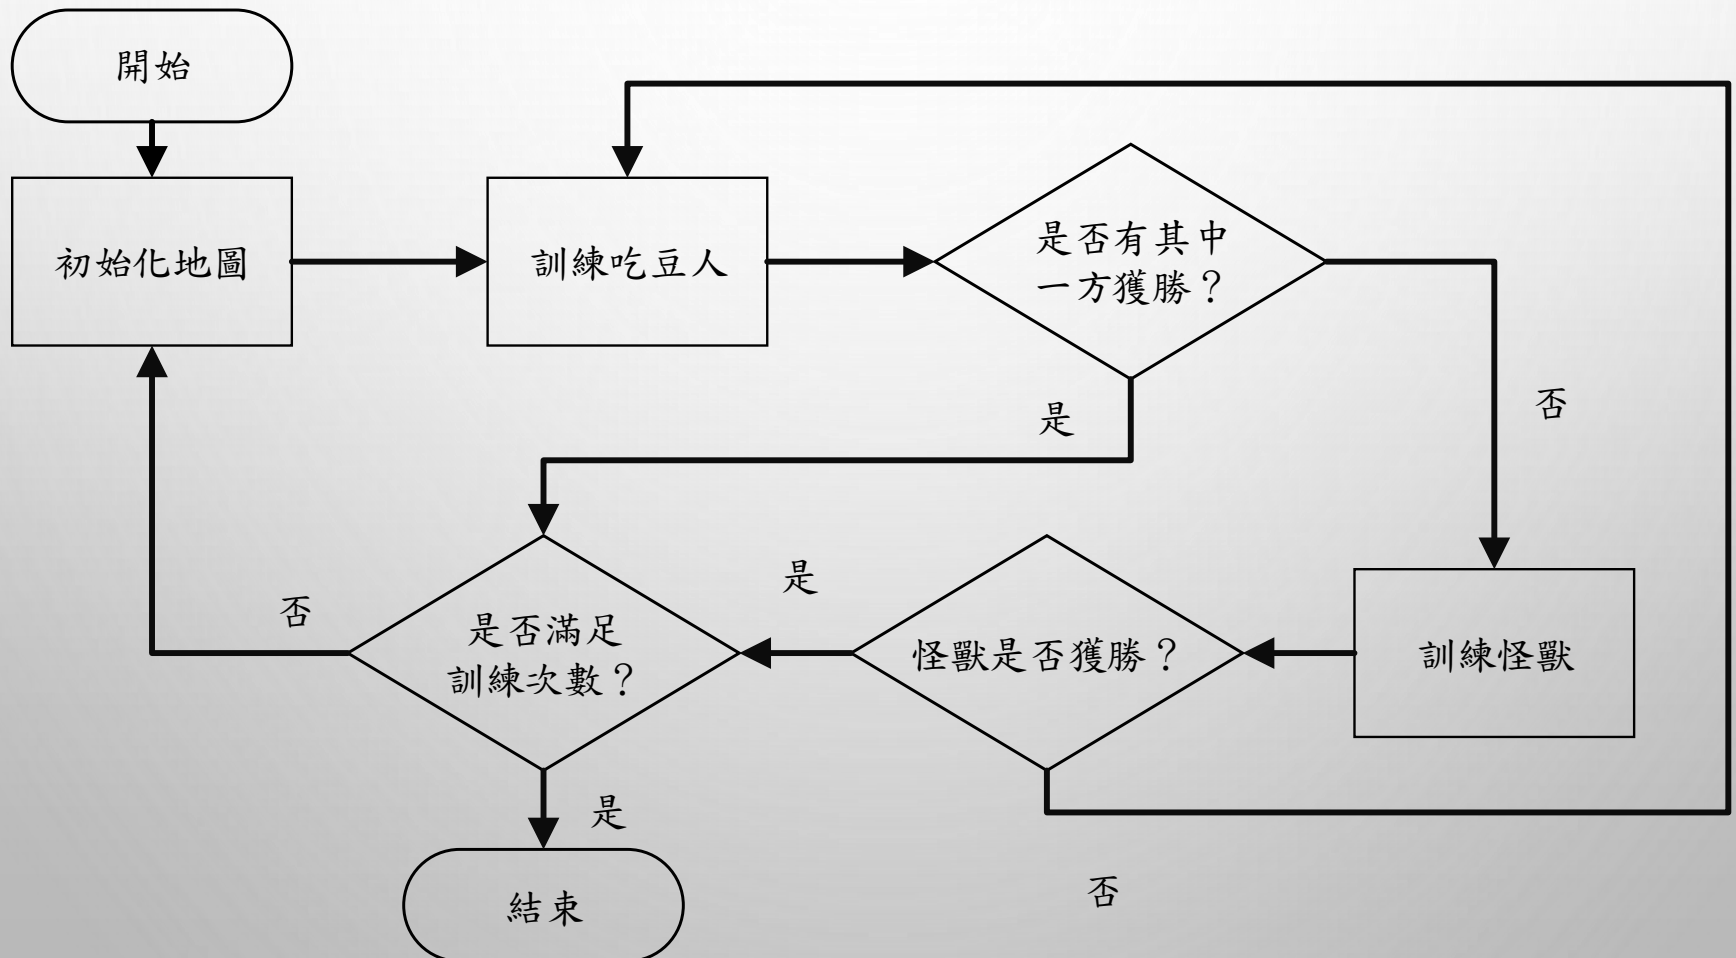 開始
初始化地圖
訓練吃豆人
是否有其中
一方獲勝？
是
否
否
是否滿足
訓練次數？
是
怪獸是否獲勝？
訓練怪獸
是
否
結束